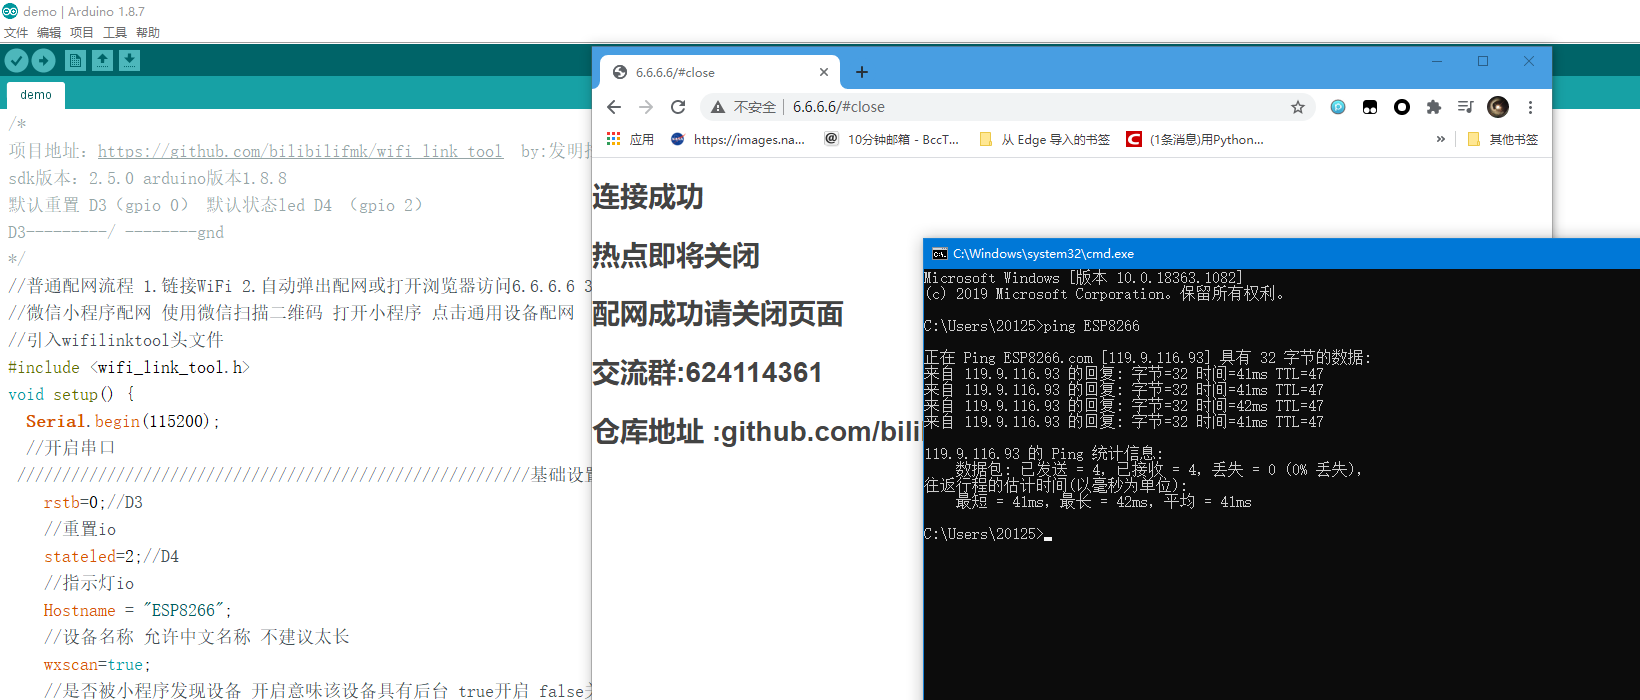 demo | Arduino 1.8.7
文件 编辑 项目 工具 帮助
demo
/*
项目地址：https://github.com/bilibilifmk/wifi_link_tool by:发明
sdk版本：2.5.0 arduino版本1.8.8
默认重置 D3（gpio 0） 默认状态led D4 （gpio 2）
D3---------/ --------gnd
*/
//普通配网流程 1.链接WiFi 2.自动弹出配网或打开浏览器访问6.6.6.6 3
//微信小程序配网 使用微信扫描二维码 打开小程序 点击通用设备配网
//引入wifilinktool头文件
#include <wifi_link_tool.h>
void setup() {
Serial.begin(115200);
//开启串口
//////////////////////////////////////////////////////////基础设置
rstb=0;//D3
//重置io
stateled=2;//D4
//指示灯io
Hostname = "ESP8266";
//设备名称 允许中文名称 不建议太长
wxscan=true;
//是否被小程序发现设备 开启意味该设备具有后台 true开启 false关
6.6.6.6/#close
不安全 | 6.6.6.6/#close
应用 https://images.na... 10分钟邮箱 - BccT... 从 Edge 导入的书签 (1条消息)用Python... » 其他书签
连接成功
热点即将关闭
配网成功请关闭页面
交流群:624114361
仓库地址 :github.com/bili
C:\Windows\system32\cmd.exe
Microsoft Windows [版本 10.0.18363.1082]
(c) 2019 Microsoft Corporation。保留所有权利。
C:\Users\20125>ping ESP8266
正在 Ping ESP8266.com [119.9.116.93] 具有 32 字节的数据:
来自 119.9.116.93 的回复: 字节=32 时间=41ms TTL=47
来自 119.9.116.93 的回复: 字节=32 时间=41ms TTL=47
来自 119.9.116.93 的回复: 字节=32 时间=42ms TTL=47
来自 119.9.116.93 的回复: 字节=32 时间=41ms TTL=47
119.9.116.93 的 Ping 统计信息:
数据包: 已发送 = 4，已接收 = 4，丢失 = 0 (0% 丢失)，
往返行程的估计时间(以毫秒为单位):
最短 = 41ms，最长 = 42ms，平均 = 41ms
C:\Users\20125>